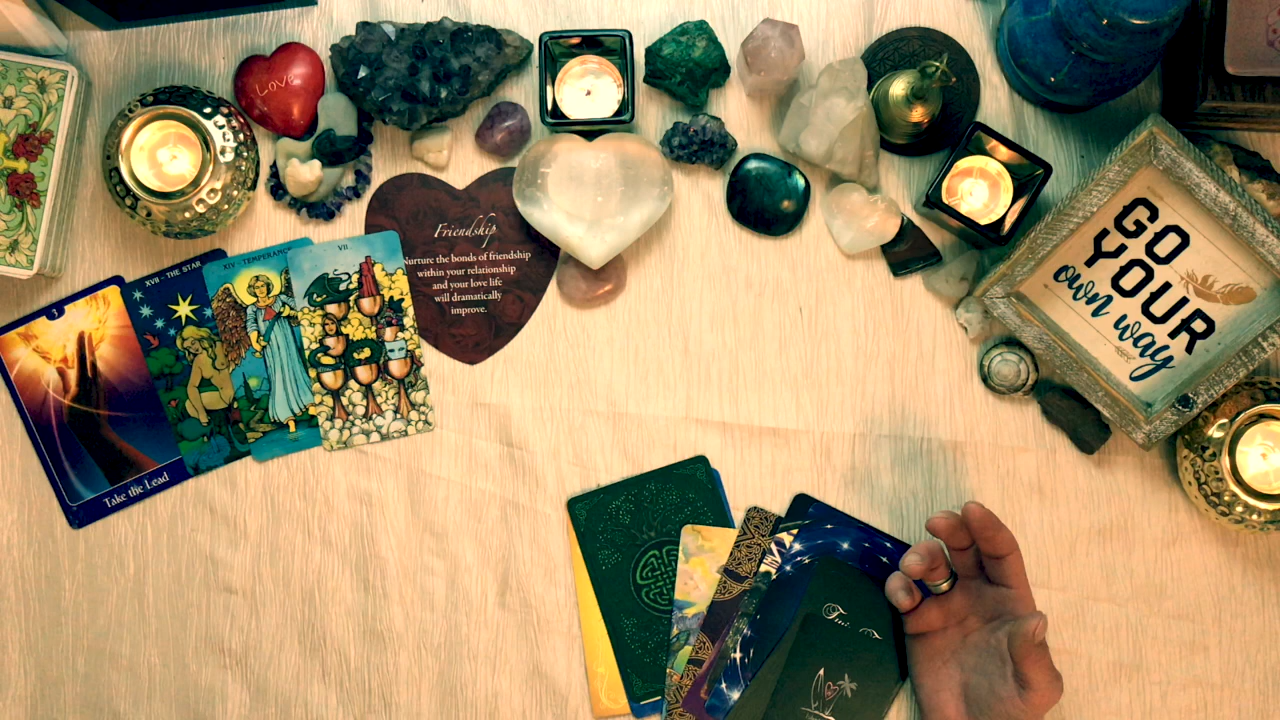 Love
XVII - THE STAR
XIV - TEMPERANCE
VII
3
Take the Lead
Friendship
Nurture the bonds of friendship
within your relationship
and your love life
will dramatically
improve.
GO
YOUR
own way